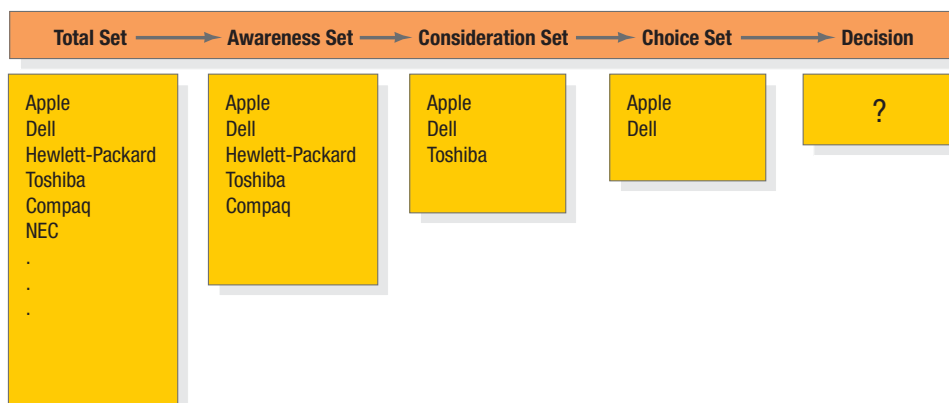 Total Set Awareness Set Consideration Set Choice Set Decision
Apple
Dell
Hewlett-Packard
Toshiba
Compaq
NEC
.
.
.
Apple
Dell
Hewlett-Packard
Toshiba
Compaq
Apple
Dell
Toshiba
Apple
Dell
?